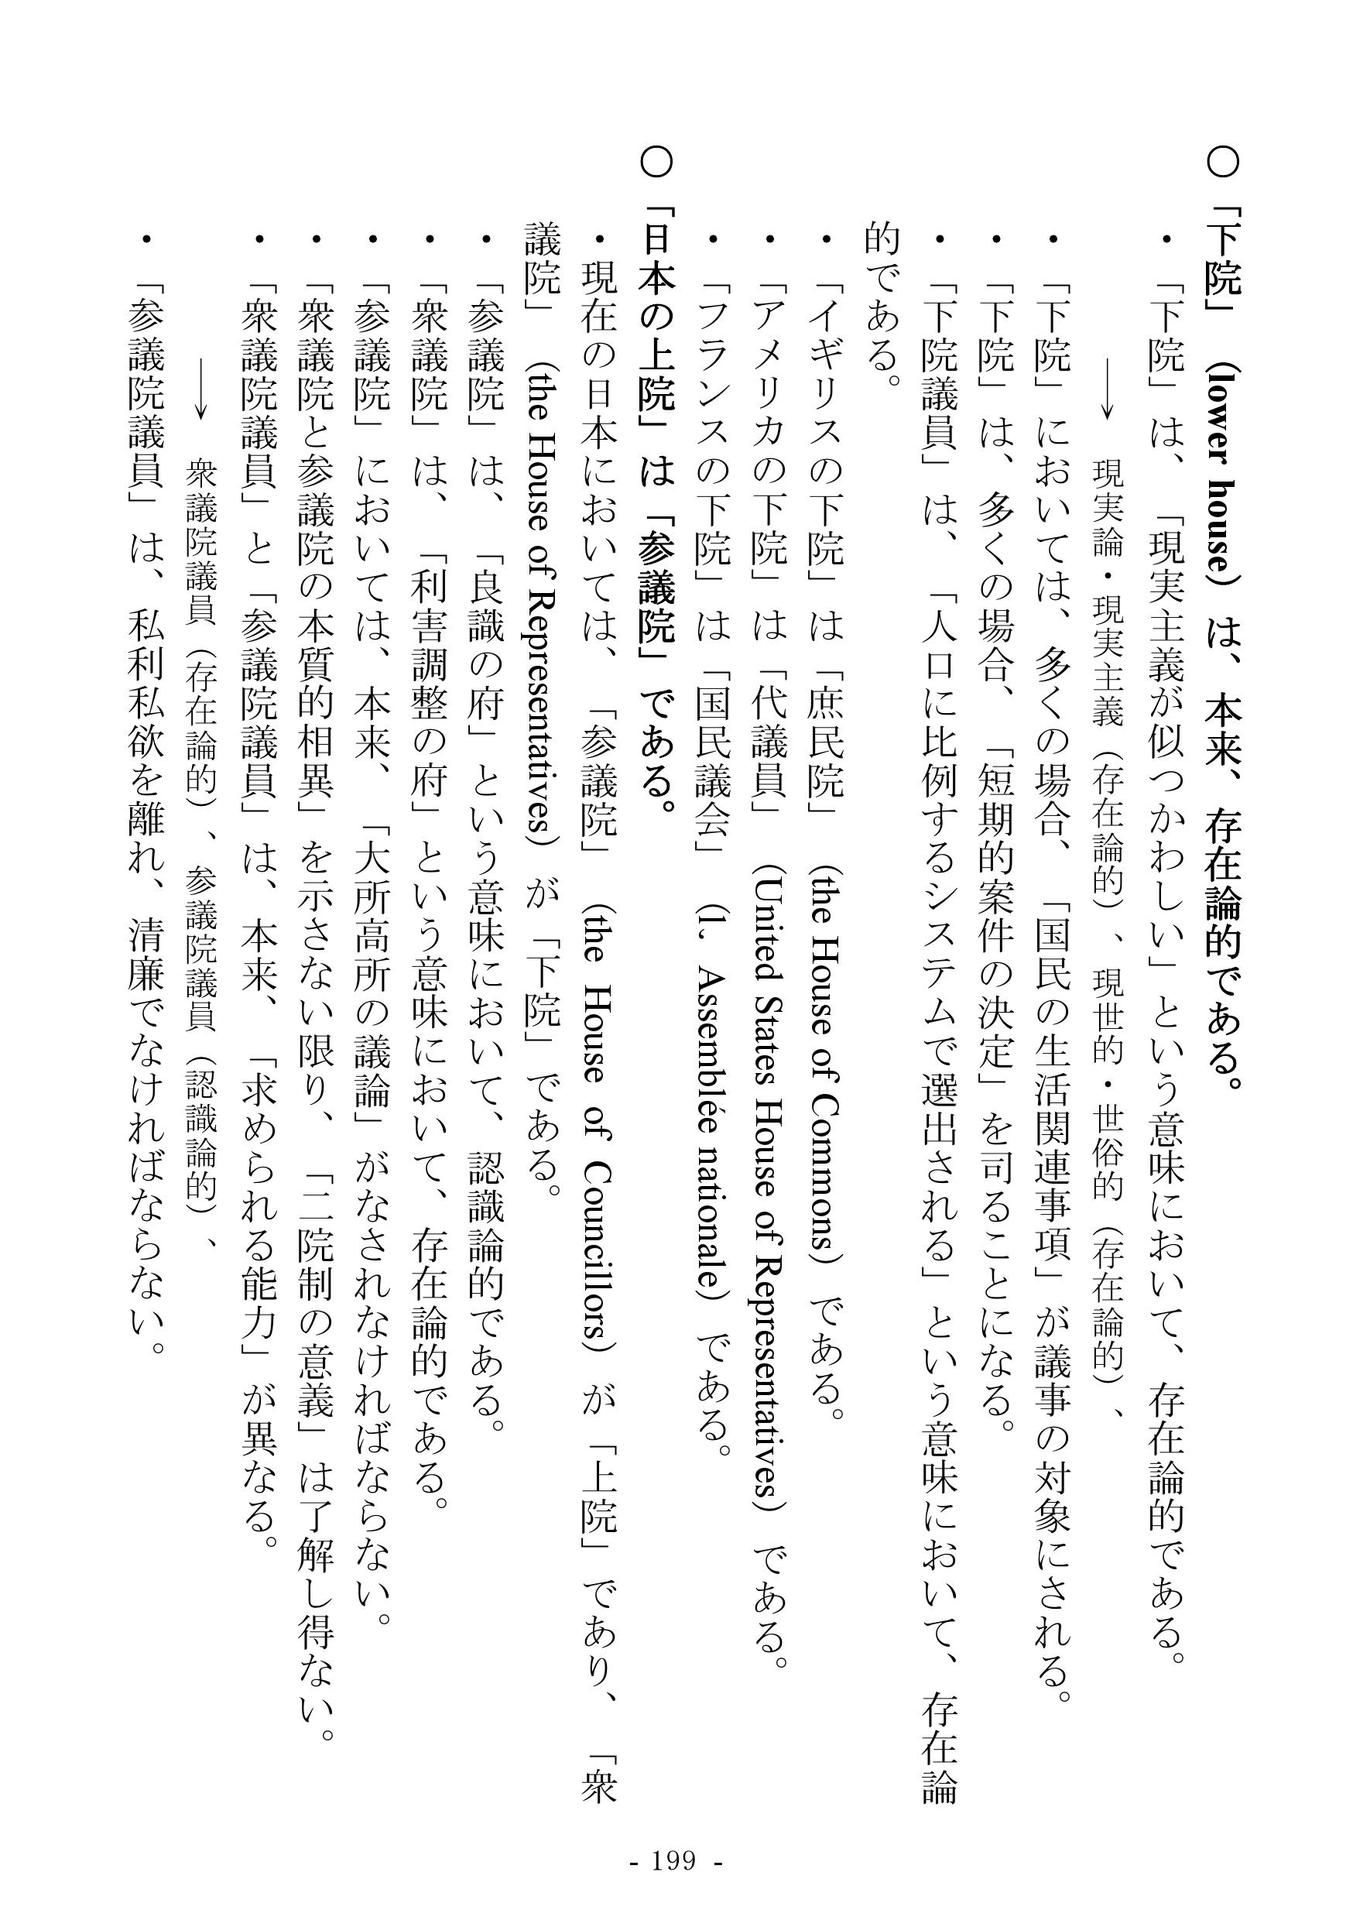 ○「下院」（lower house）は、本来、存在論的である。
・「下院」は、「現実主義が似つかわしい」という意味において、存在論的である。
→ 現実論・現実主義（存在論的）、現世的・世俗的（存在論的）、
・「下院」においては、多くの場合、「国民の生活関連事項」が議事の対象にされる。
・「下院」は、多くの場合、「短期的案件の決定」を司ることになる。
・「下院議員」は、「人口に比例するシステムで選出される」という意味において、存在論
的である。
・「イギリスの下院」は「庶民院」（the House of Commons）である。
・「アメリカの下院」は「代議員」（United States House of Representatives）である。
・「フランスの下院」は「国民議会」（l、Assemblée nationale）である。
○「日本の上院」は「参議院」である。
・現在の日本においては、「参議院」（the House of Councillors）が「上院」であり、「衆
議院」（the House of Representatives）が「下院」である。
・「参議院」は、「良識の府」という意味において、認識論的である。
・「衆議院」は、「利害調整の府」という意味において、存在論的である。
・「参議院」においては、本来、「大所高所の議論」がなされなければならない。
・「衆議院と参議院の本質的相異」を示さない限り、「二院制の意義」は了解し得ない。
・「衆議院議員」と「参議院議員」は、本来、「求められる能力」が異なる。
→ 衆議院議員（存在論的）、参議院議員（認識論的）、
・「参議院議員」は、私利私欲を離れ、清廉でなければならない。
- 199 -